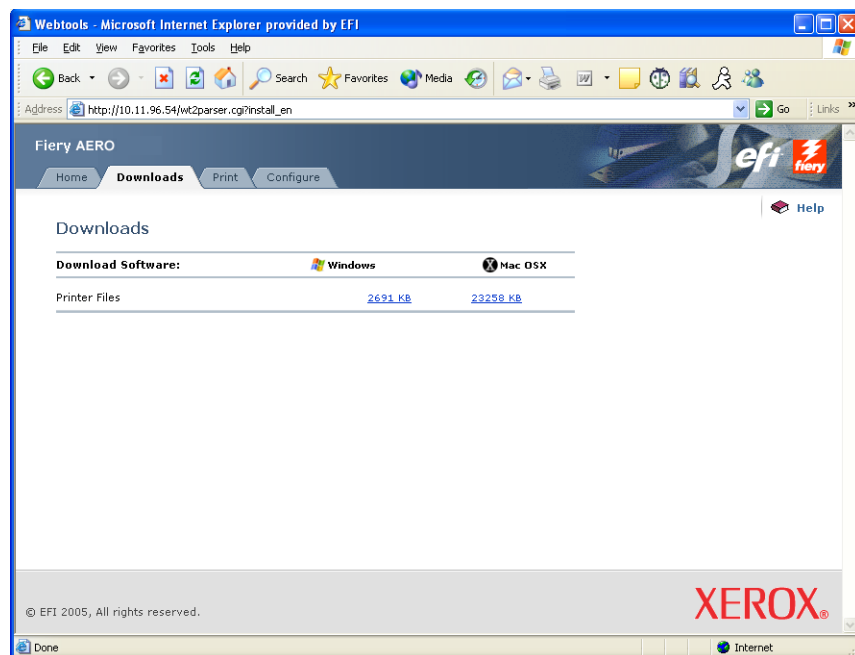 Webtools - Microsoft Internet Explorer provided by EFI
File Edit View Favorites Tools Help
Back Search Favorites Media
Address http://10.11.96.54/wt2parser.cgi?install_en Go Links »
Fiery AERO
efi fiery
Home Downloads Print Configure
Help
Downloads
Download Software: Windows Mac OSX
Printer Files 2691 KB 23258 KB
© EFI 2005, All rights reserved.
XEROX®
Done Internet